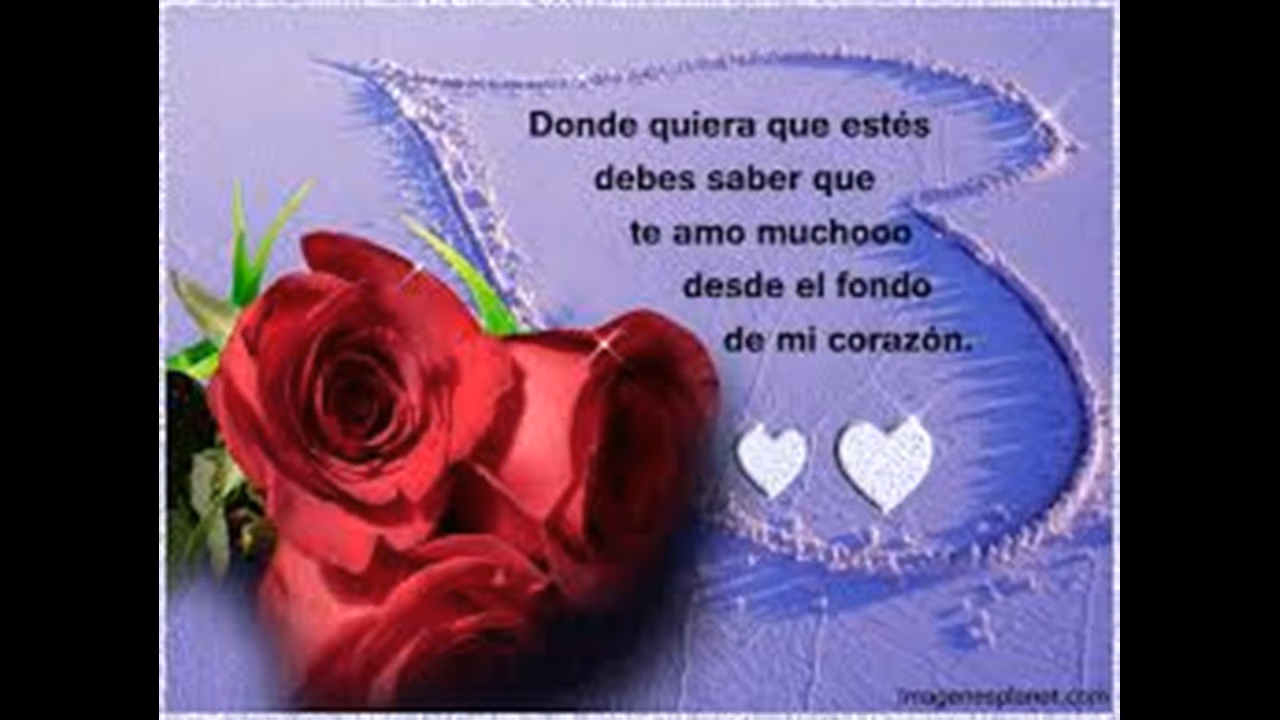 Donde quiera que estés
debes saber que
te amo muchooo
desde el fondo
de mi corazón.
Imagenesplanet.com